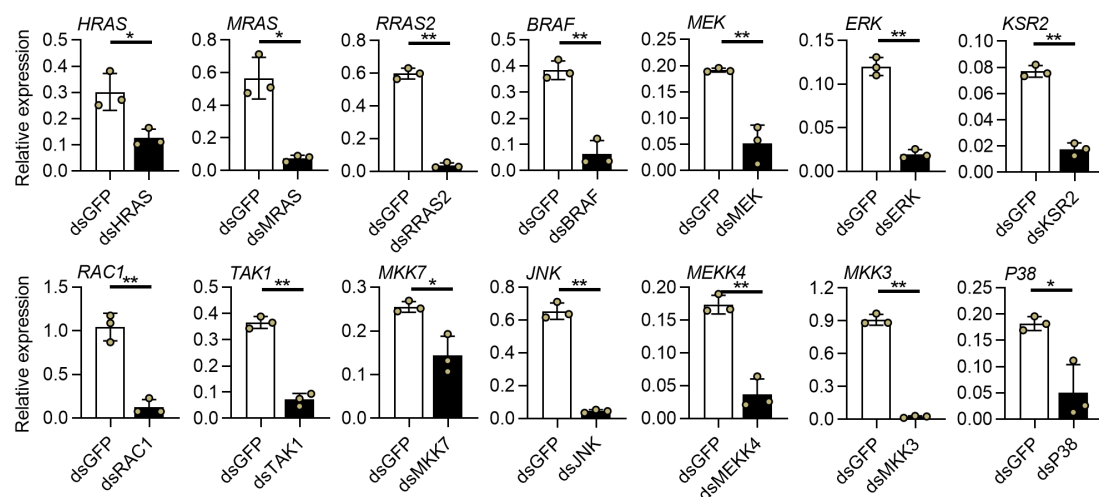 HRAS
*
0.5
0.4
0.3
0.2
0.1
0.0
Relative expression
dsGFP
dsHRAS
MRAS
*
0.8
0.6
0.4
0.2
0.0
dsGFP
dsMRAS
RRAS2
**
0.8
0.6
0.4
0.2
0.0
dsGFP
dsRRAS2
BRAF
**
0.5
0.4
0.3
0.2
0.1
0.0
dsGFP
dsBRAF
MEK
**
0.20
0.15
0.10
0.05
0.00
dsGFP
dsMEK
ERK
**
0.15
0.10
0.05
0.00
dsGFP
dsERK
KSR2
**
0.10
0.08
0.06
0.04
0.02
0.00
dsGFP
dsKSR2
RAC1
**
1.5
1.0
0.5
0.0
Relative expression
dsGFP
dsRAC1
TAK1
**
0.5
0.4
0.3
0.2
0.1
0.0
dsGFP
dsTAK1
MKK7
*
0.3
0.2
0.1
0.0
dsGFP
dsMKK7
JNK
**
0.8
0.6
0.4
0.2
0.0
dsGFP
dsJNK
MEKK4
**
0.20
0.15
0.10
0.05
0.00
dsGFP
dsMEKK4
MKK3
**
1.2
0.9
0.6
0.3
0.0
dsGFP
dsMKK3
P38
*
0.25
0.20
0.15
0.10
0.05
0.00
dsGFP
dsP38